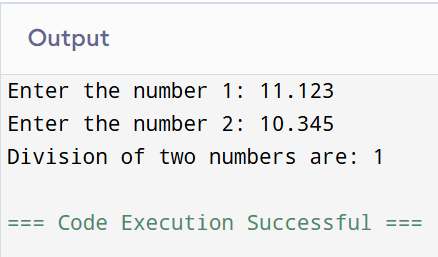 Output
Enter the number 1: 11.123
Enter the number 2: 10.345
Division of two numbers are: 1
=== Code Execution Successful ===